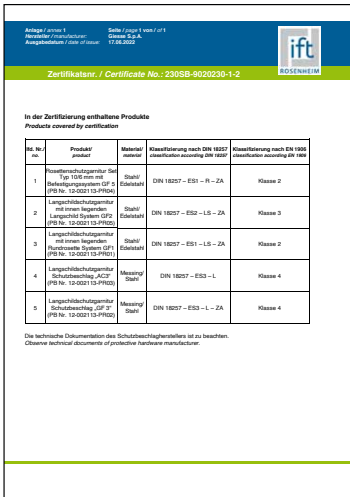 Anlage / annex 1
Seite / page 1 von / of 1
Hersteller / manufacturer: Giesse S.p.A.
Ausgabedatum / date of issue: 17.06.2022
ift
ROSENHEIM
Zertifikatsnr. / Certificate No.: 230SB-9020230-1-2
In der Zertifizierung enthaltene Produkte
Products covered by certification
lfd. Nr./ no.
Produkt/ product
Material/ material
Klassifizierung nach DIN 18257 classification according DIN 18257
Klassifizierung nach EN 1906 classification according EN 1906
1
Rosettenschutzgarnitur Set
Typ 10/6 mm mit
Befestigungssystem GF 5
(PB Nr. 12-002113-PR04)
Stahl/
Edelstahl
DIN 18257 – ES1 – R – ZA
Klasse 2
2
Langschildschutzgarnitur
mit innen liegenden
Langschild System GF2
(PB Nr. 12-002113-PR05)
Stahl/
Edelstahl
DIN 18257 – ES2 – LS – ZA
Klasse 3
3
Langschildschutzgarnitur
mit innen liegenden
Rundrosette System GF1
(PB Nr. 12-002113-PR01)
Stahl/
Edelstahl
DIN 18257 – ES1 – LS – ZA
Klasse 2
4
Langschildschutzgarnitur
Schutzbeschlag „AC3"
(PB Nr. 12-002113-PR03)
Messing/
Stahl
DIN 18257 – ES3 – L
Klasse 4
5
Langschildschutzgarnitur
Schutzbeschlag „GF 3"
(PB Nr. 12-002113-PR02)
Messing/
Stahl
DIN 18257 – ES3 – L – ZA
Klasse 4
Die technische Dokumentation des Schutzbeschlagherstellers ist zu beachten.
Observe technical documents of protective hardware manufacturer.